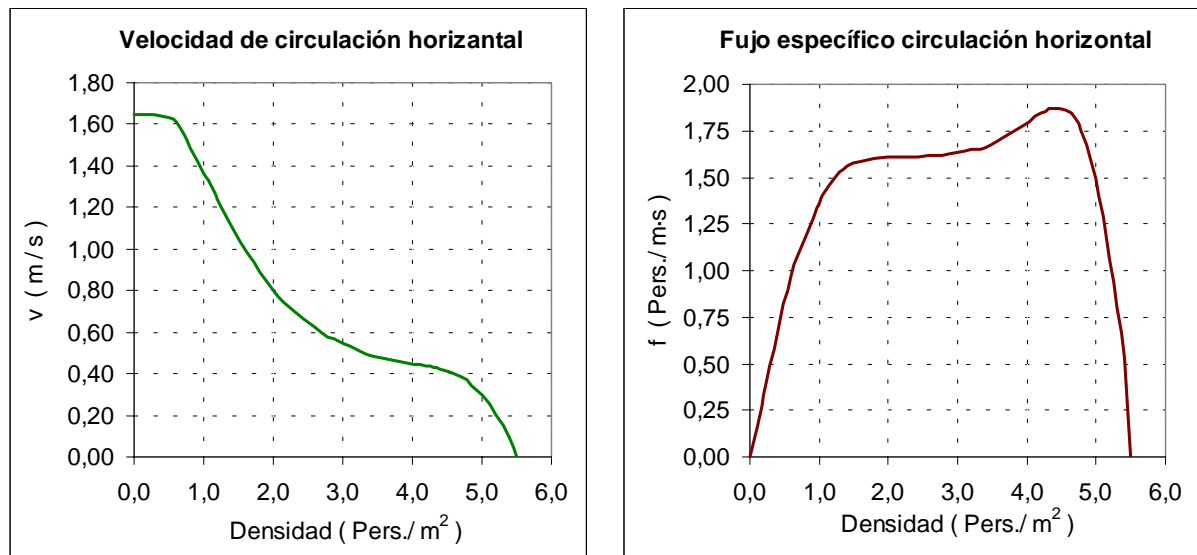 Velocidad de circulación horizantal
1,80
1,60
1,40
1,20
1,00
0,80
0,60
0,40
0,20
0,00
v ( m / s )
0,0 1,0 2,0 3,0 4,0 5,0 6,0
Densidad ( Pers./ m²)
Fujo específico circulación horizontal
2,00
1,75
1,50
1,25
1,00
0,75
0,50
0,25
0,00
f ( Pers./ m·s )
0,0 1,0 2,0 3,0 4,0 5,0 6,0
Densidad ( Pers./ m²)